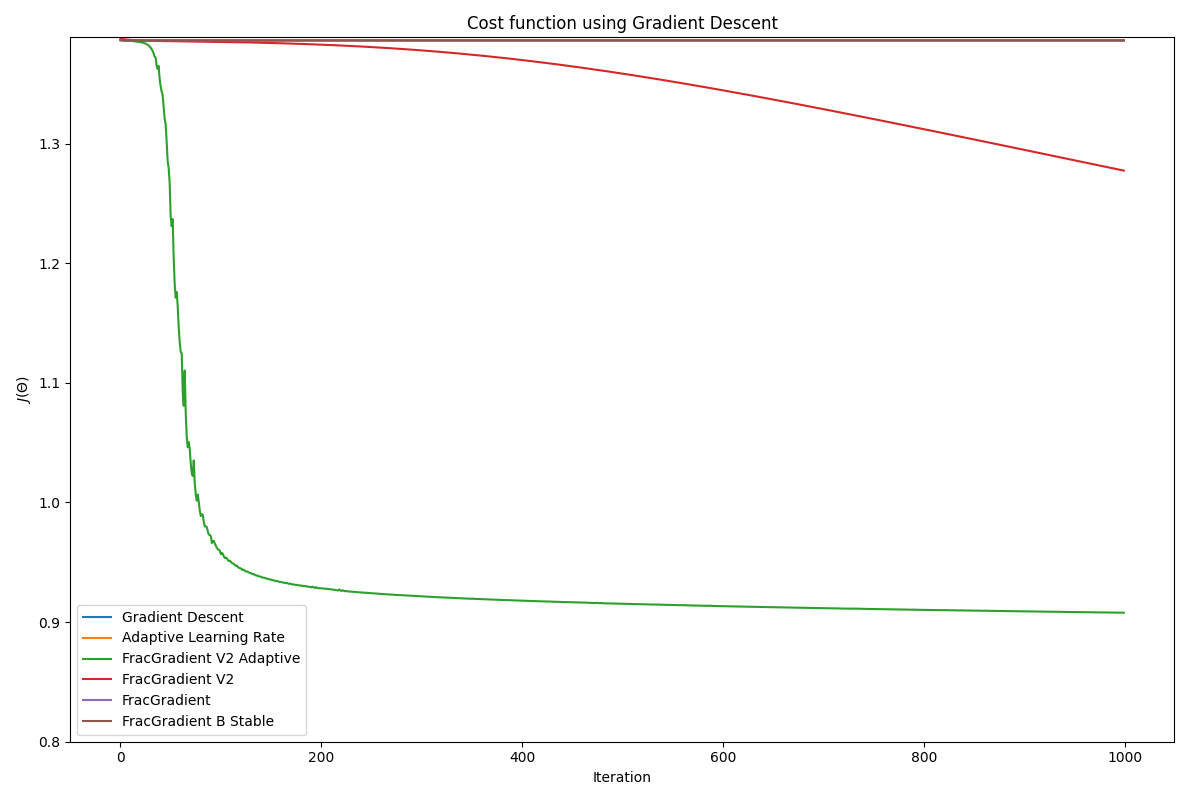 Cost function using Gradient Descent
J(Θ)
1.3
1.2
1.1
1.0
0.9
0.8
Gradient Descent
Adaptive Learning Rate
FracGradient V2 Adaptive
FracGradient V2
FracGradient
FracGradient B Stable
0 200 400 600 800 1000
Iteration